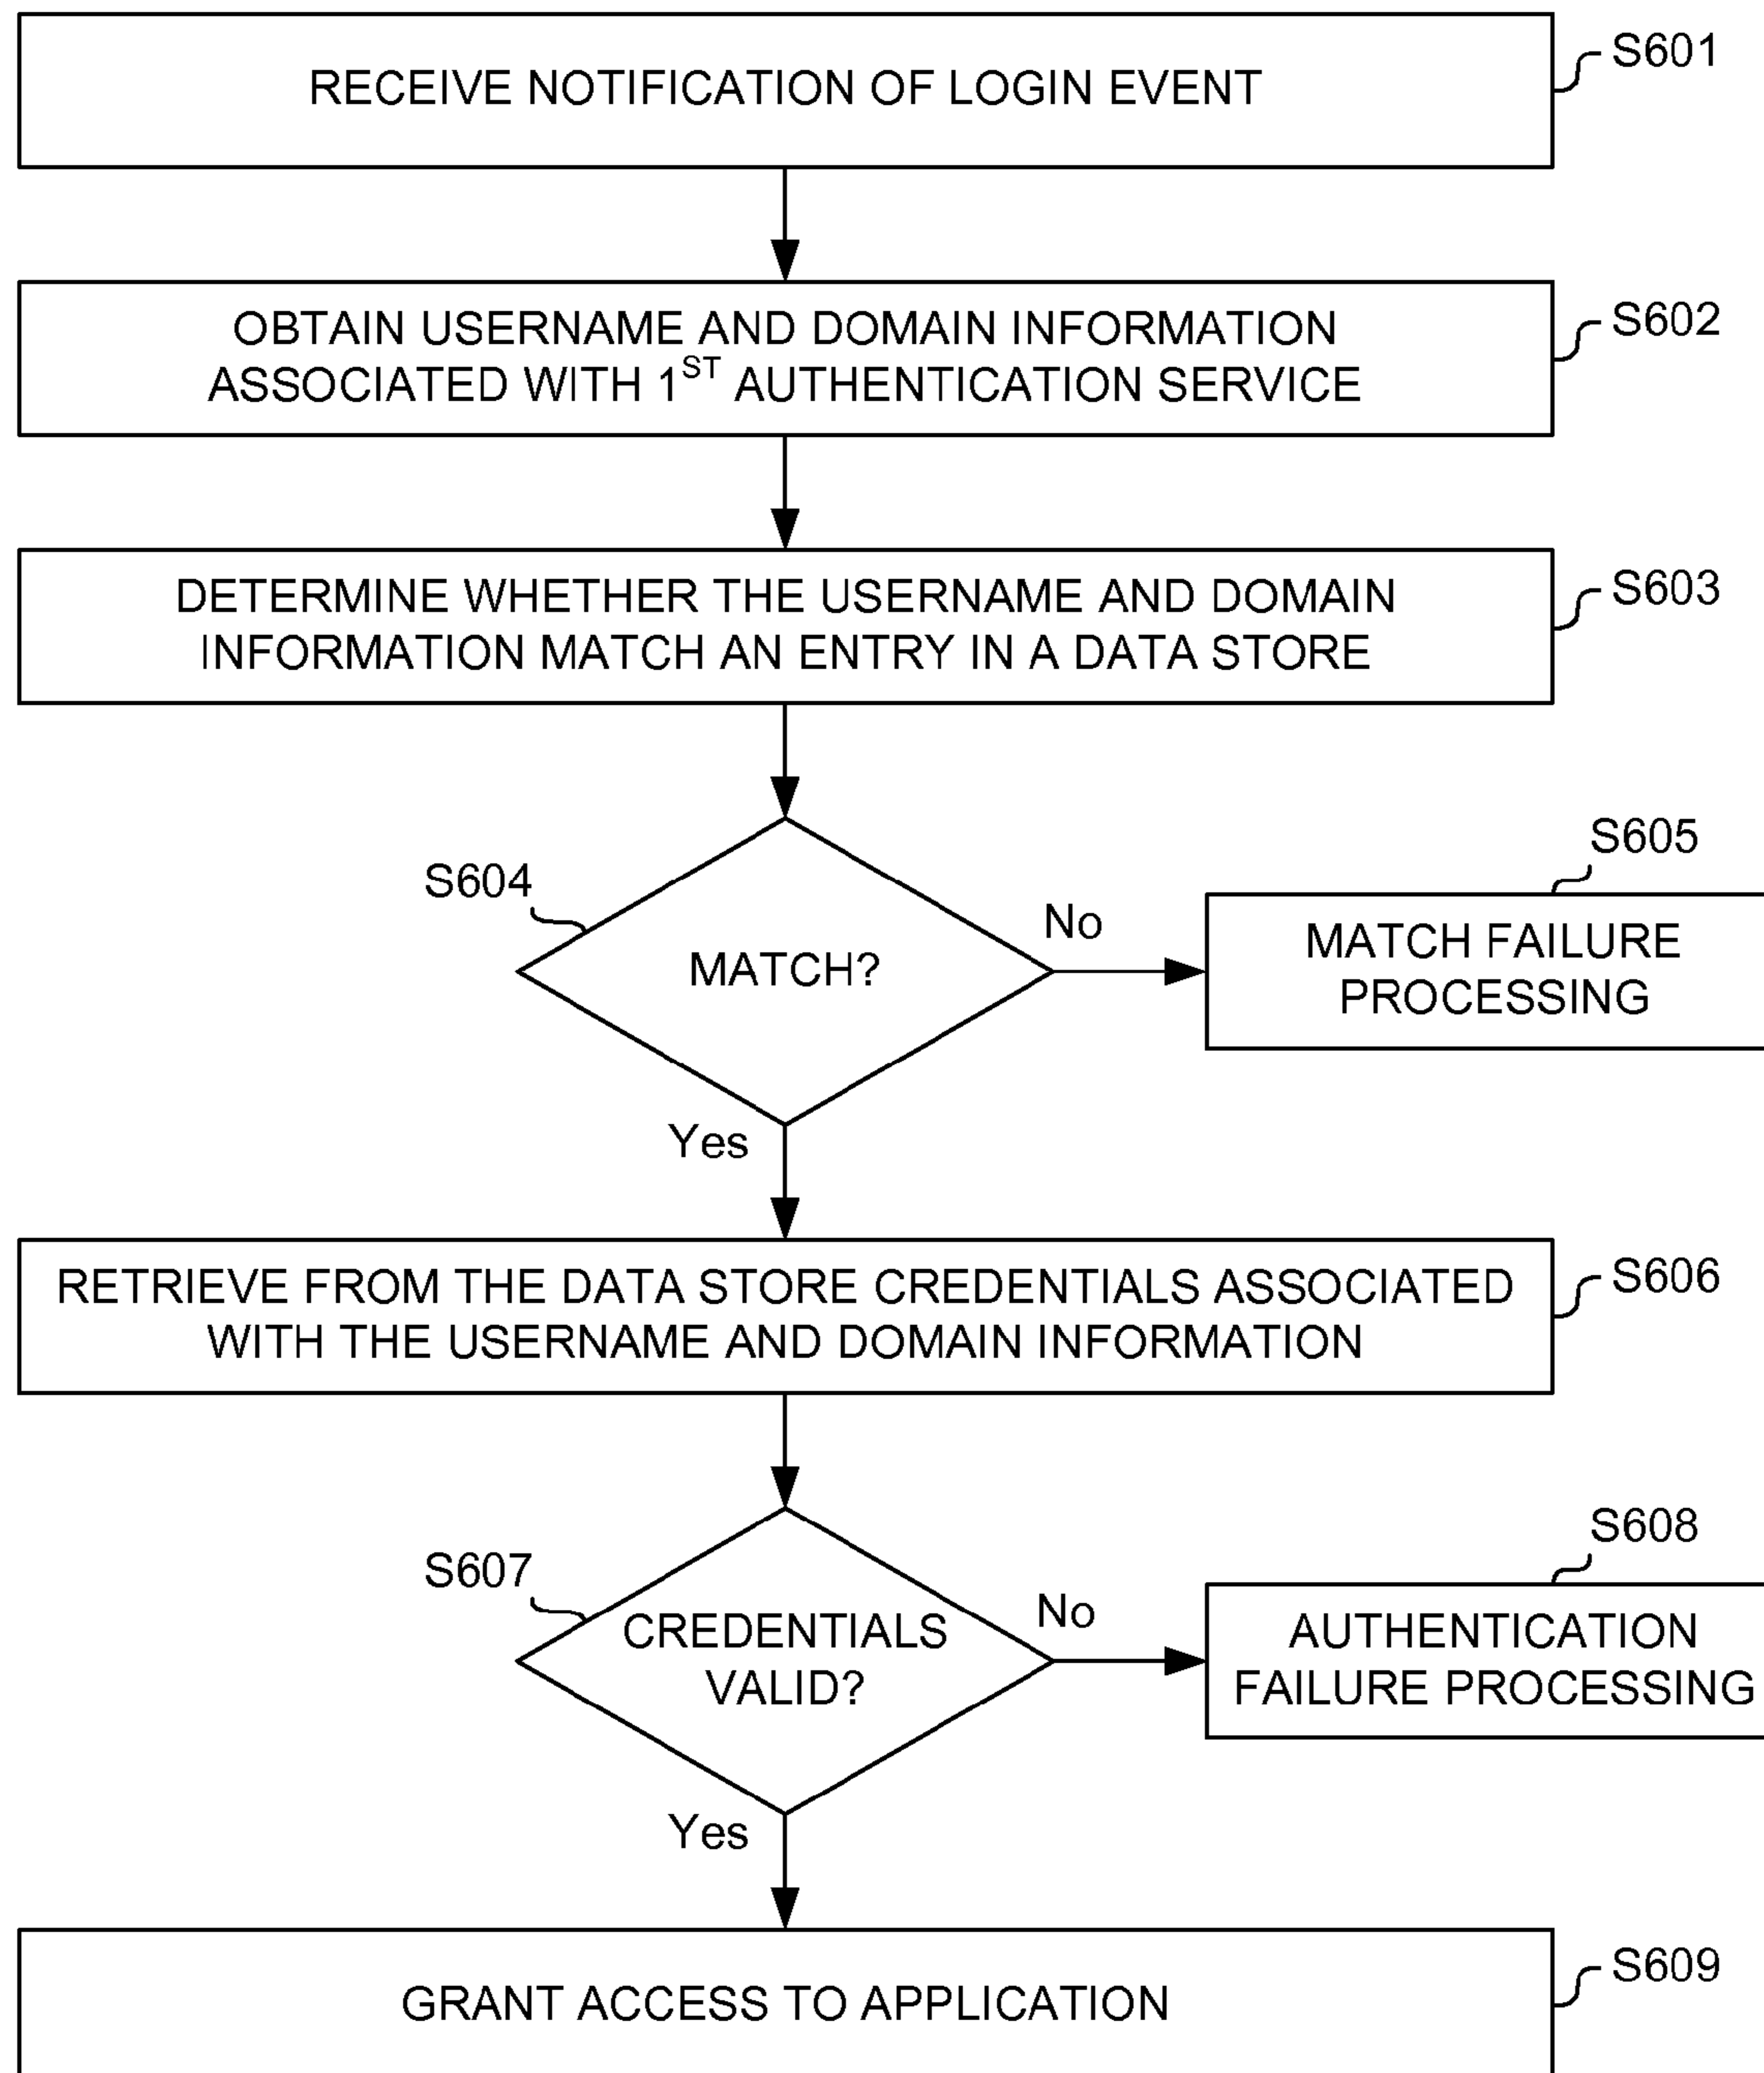 RECEIVE NOTIFICATION OF LOGIN EVENT
S601
OBTAIN USERNAME AND DOMAIN INFORMATION
ASSOCIATED WITH 1ST AUTHENTICATION SERVICE
S602
DETERMINE WHETHER THE USERNAME AND DOMAIN
INFORMATION MATCH AN ENTRY IN A DATA STORE
S603
S604
MATCH?
No
S605
MATCH FAILURE
PROCESSING
Yes
RETRIEVE FROM THE DATA STORE CREDENTIALS ASSOCIATED
WITH THE USERNAME AND DOMAIN INFORMATION
S606
S607
CREDENTIALS
VALID?
No
S608
AUTHENTICATION
FAILURE PROCESSING
Yes
GRANT ACCESS TO APPLICATION
S609